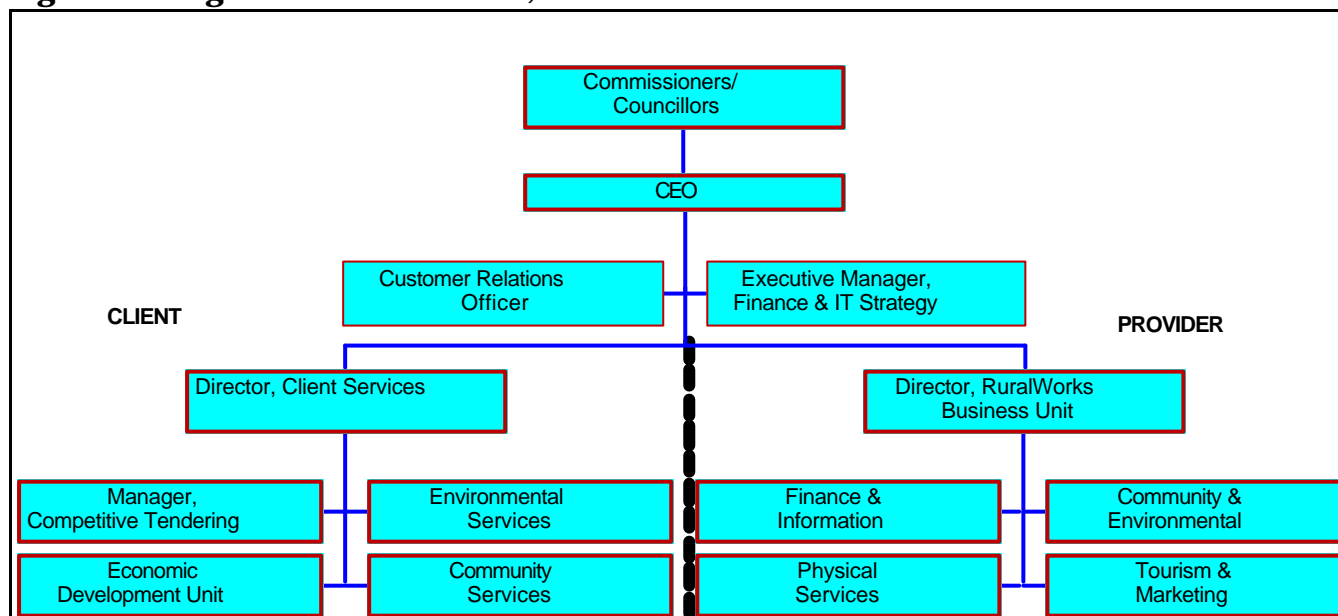 Commissioners/
Councillors
CEO
Customer Relations
Officer
Executive Manager,
Finance & IT Strategy
CLIENT
PROVIDER
Director, Client Services
Director, RuralWorks
Business Unit
Manager,
Competitive Tendering
Environmental
Services
Finance &
Information
Community &
Environmental
Economic
Development Unit
Community
Services
Physical
Services
Tourism &
Marketing